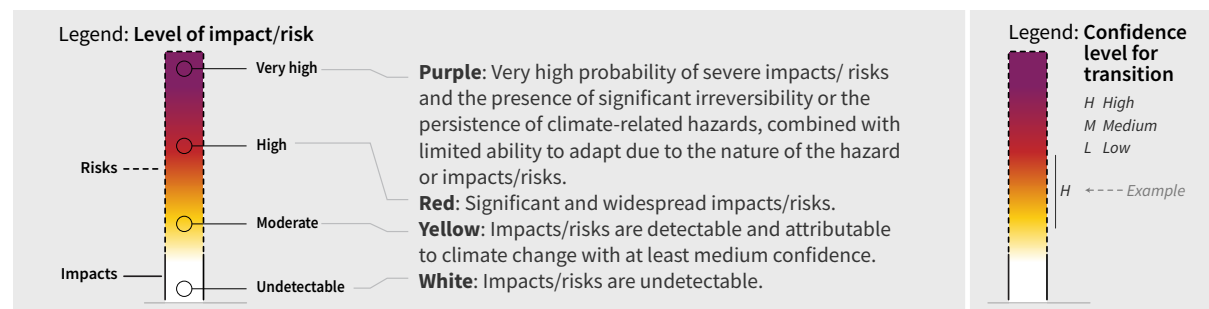 Legend: Level of impact/risk
Very high
High
Risks
Moderate
Impacts
Undetectable
Purple: Very high probability of severe impacts/ risks
and the presence of significant irreversibility or the
persistence of climate-related hazards, combined with
limited ability to adapt due to the nature of the hazard
or impacts/risks.
Red: Significant and widespread impacts/risks.
Yellow: Impacts/risks are detectable and attributable
to climate change with at least medium confidence.
White: Impacts/risks are undetectable.
Legend: Confidence
level for
transition
H High
M Medium
L Low
H
Example